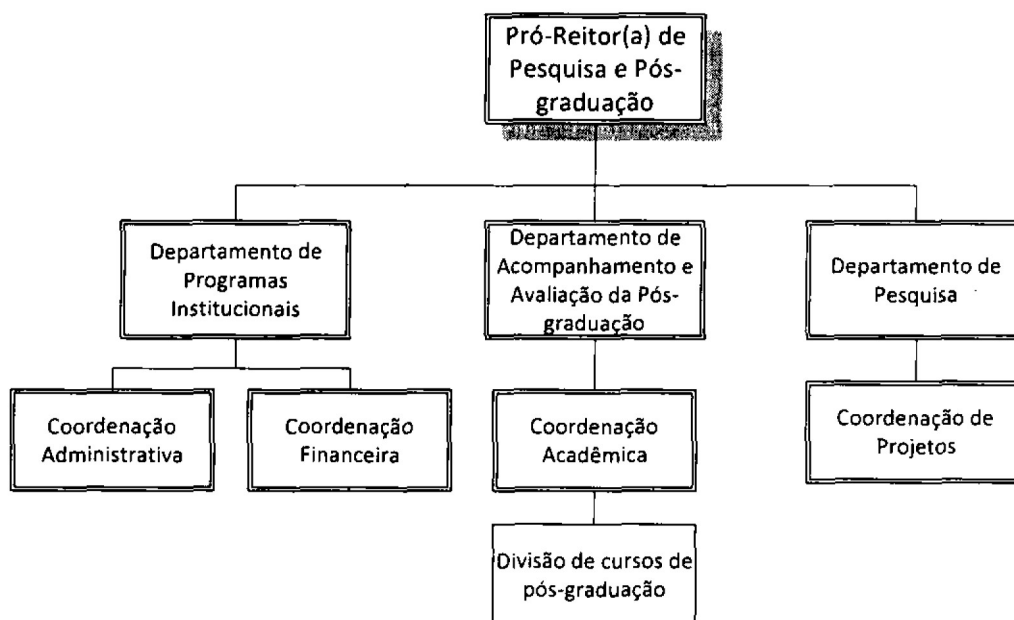 Pró-Reitor(a) de
Pesquisa e Pós-
graduação
Departamento de
Programas
Institucionais
Departamento de
Acompanhamento e
Avaliação da Pós-
graduação
Departamento de
Pesquisa
Coordenação
Administrativa
Coordenação
Financeira
Coordenação
Acadêmica
Coordenação de
Projetos
Divisão de cursos de
pós-graduação